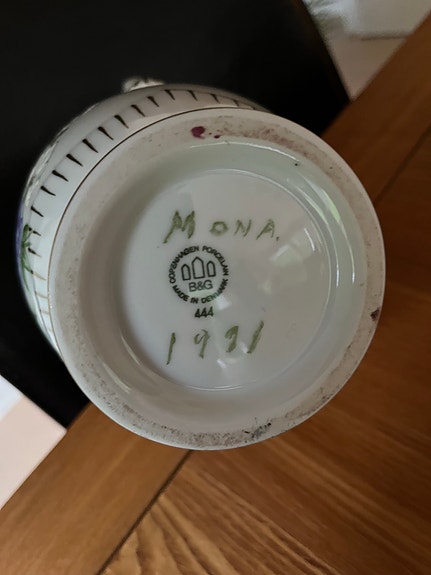 MONA.
COPENHAGEN PORCELAIN
B&G
MADE IN DENMARK
444
1991